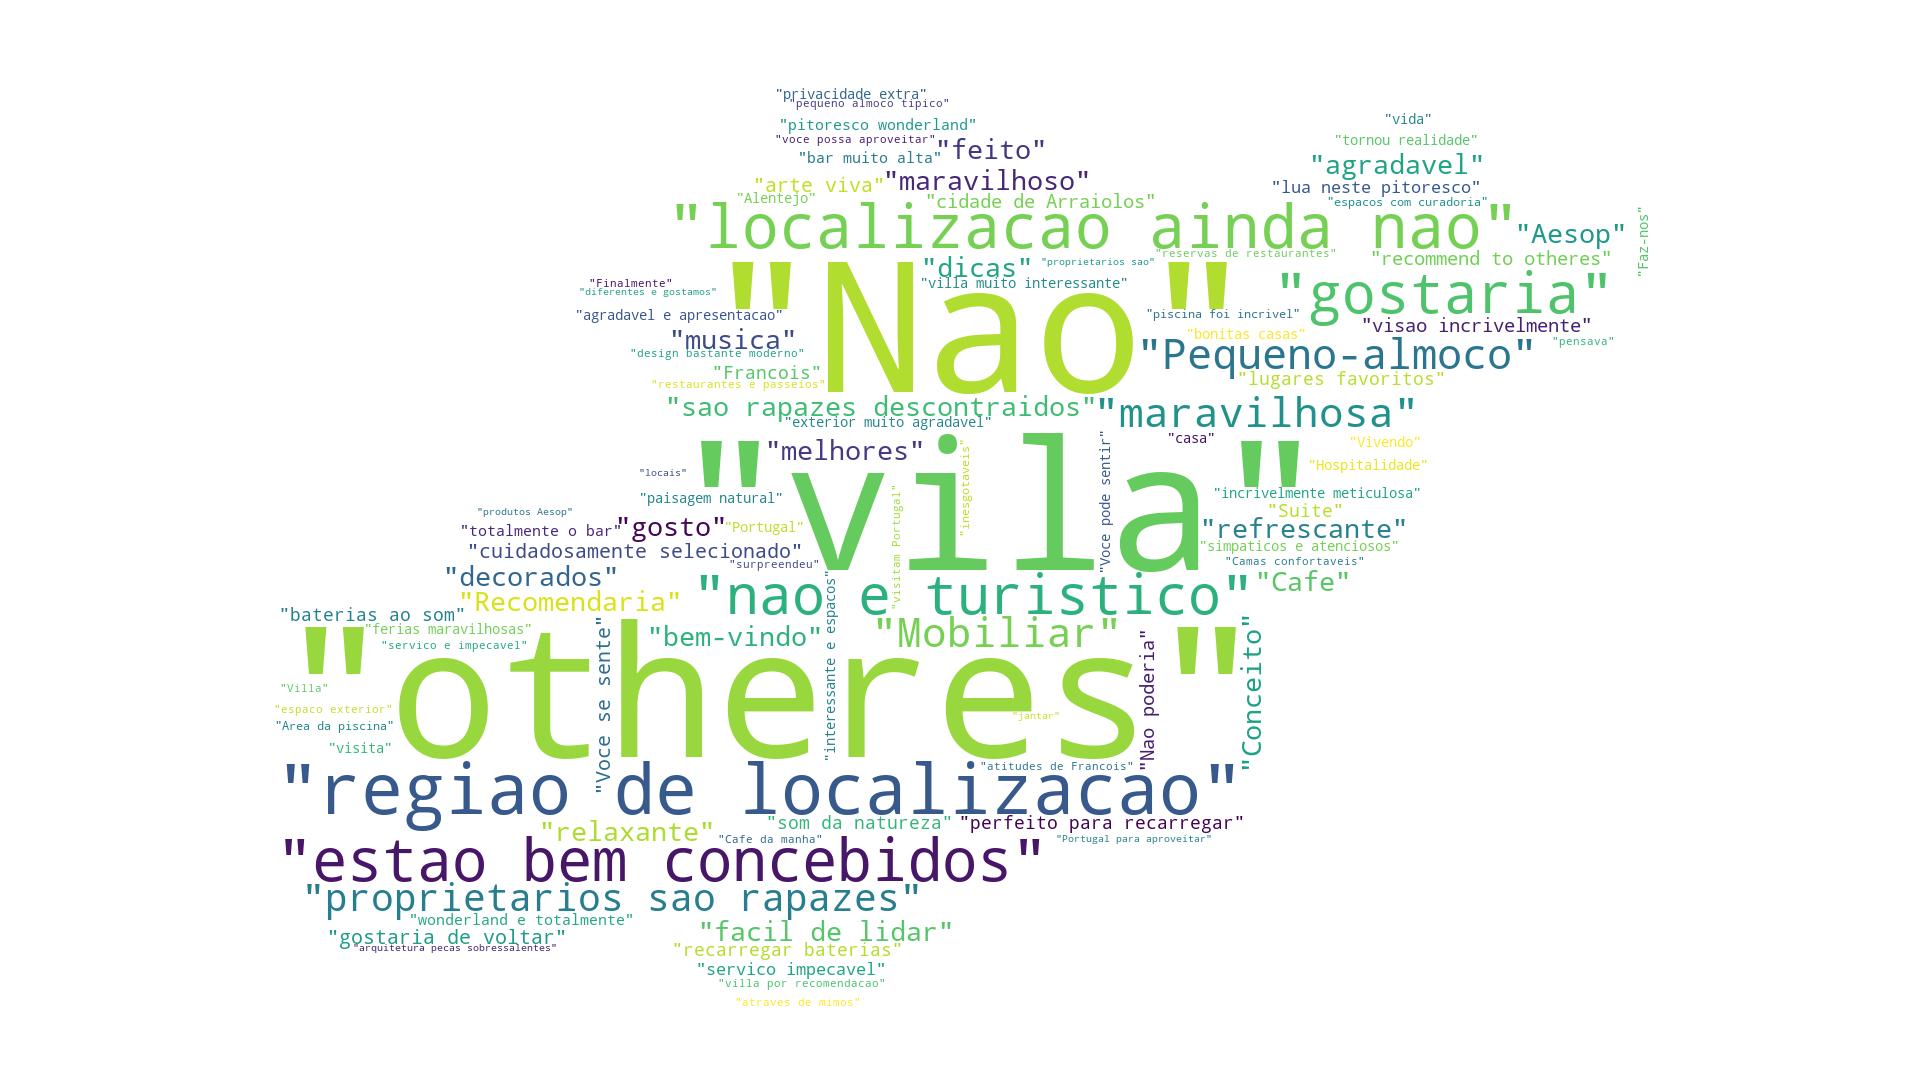 "privacidade extra"
"pequeno almoco tipico"
"pitoresco wonderland"
"voce possa aproveitar"
"feito"
"bar muito alta"
"arte viva"
"maravilhoso"
"Alentejo"
"cidade de Arraiolos"
"vida"
"tornou realidade"
"agradavel"
"lua neste pitoresco"
"espacos com curadoria"
"localizacao ainda nao"
"Aesop"
"Faz-nos"
"reservas de restaurantes"
"recommend to otheres"
"dicas"
"proprietarios sao"
"villa muito interessante"
"Finalmente"
"diferentes e gostamos"
"Nao"
"gostaria"
"agradavel e apresentacao"
"piscina foi incrivel"
"visao incrivelmente"
"musica"
"bonitas casas"
"pensava"
"design bastante moderno"
"Pequeno-almoco"
"Francois"
"lugares favoritos"
"restaurantes e passeios"
"sao rapazes descontraidos"
"maravilhosa"
"exterior muito agradavel"
"melhores"
"casa"
"Vivendo"
"Hospitalidade"
"locais"
"vila"
"inesgotaveis"
"Voce pode sentir"
"visitam Portugal"
"paisagem natural"
"incrivelmente meticulosa"
"produtos Aesop"
"Suite"
"totalmente o bar"
"gosto"
"Portugal"
"refrescante"
"cuidadosamente selecionado"
"simpaticos e atenciosos"
"surpreendeu"
"Camas confortaveis"
"decorados"
"Cafe"
"Recomendaria"
"nao e turistico"
"baterias ao som"
"ferias maravilhosas"
"servico e impecavel"
"bem-vindo"
"Mobiliar"
"Voce se sente"
"interessante e espacos"
"Nao poderia"
"Conceito"
"Villa"
"otheres"
"espaco exterior"
"jantar"
"Area da piscina"
"visita"
"atitudes de Francois"
"regiao de localizacao"
"relaxante"
"som da natureza"
"perfeito para recarregar"
"Cafe da manha"
"Portugal para aproveitar"
"estao bem concebidos"
"proprietarios sao rapazes"
"wonderland e totalmente"
"gostaria de voltar"
"facil de lidar"
"arquitetura pecas sobressalentes"
"recarregar baterias"
"servico impecavel"
"villa por recomendacao"
"atraves de mimos"